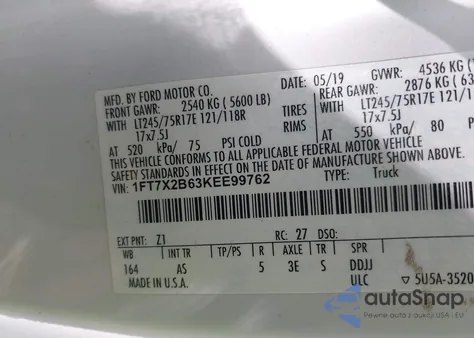 MFD. BY FORD MOTOR CO.
DATE: 05/19 GVWR: 4536 KG
FRONT GAWR: 2540 KG (5600 LB) REAR GAWR: 2876 KG
WITH LT245/75R17E 121/118R TIRES WITH LT245/75R17E 121/
17x7.5J RIMS 17x7.5J
AT 520 kPa/ 75 PSI COLD AT 550 kPa/ 80
THIS VEHICLE CONFORMS TO ALL APPLICABLE FEDERAL MOTOR VEHICLE
SAFETY STANDARDS IN EFFECT ON THE DATE OF MANUFACTURE SHOWN ABOVE.
VIN: 1FT7X2B63KEE99762 TYPE: Truck
EXT PNT: Z1 RC: 27 DSO:
WB INT TR TP/PS R AXLE TR SPR
164 AS 5 3E S DDJJ
MADE IN U.S.A. ULC ▽ 5U5A-3520
autoSnap
Pewne auta z aukcji | USA - EU